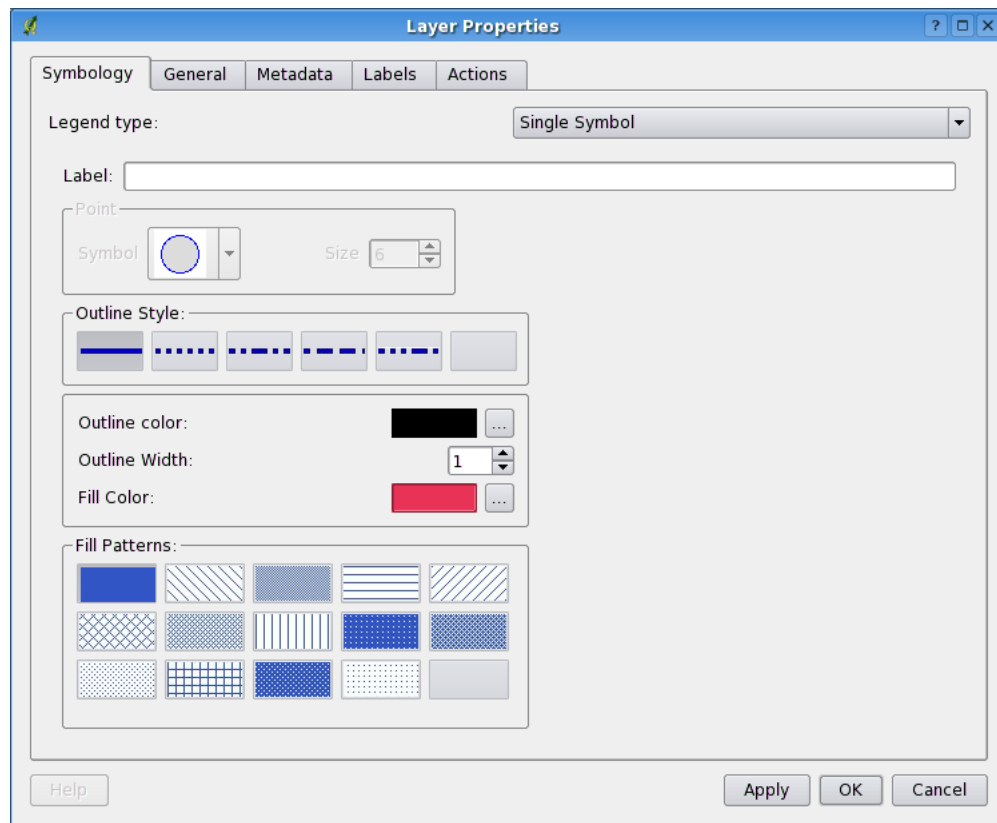 Layer Properties
?
Symbology General Metadata Labels Actions
Legend type: Single Symbol
Label:
Point
Symbol Size 6
Outline Style:
Outline color: ...
Outline Width: 1
Fill Color: ...
Fill Patterns:
Help Apply OK Cancel